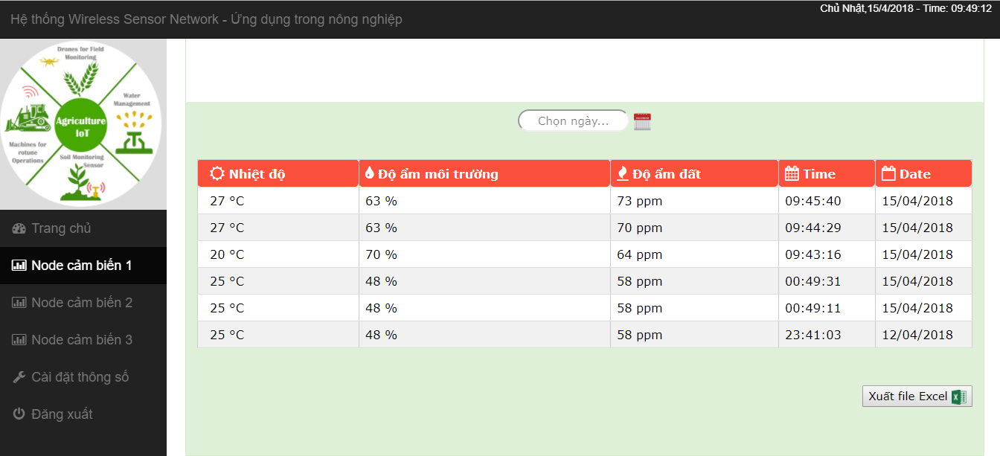 Hệ thống Wireless Sensor Network - Ứng dụng trong nông nghiệp
Chủ Nhật,15/4/2018 - Time: 09:49:12
Drones for Field
Monitoring
Water
Management
Agriculture
IoT
Machines for
rotune
Operations
Soil Monitoring
Sensor
Trang chủ
Node cảm biến 1
Node cảm biến 2
Node cảm biến 3
Cài đặt thông số
Đăng xuất
Chọn ngày...
Nhiệt độ Độ ẩm môi trường Độ ẩm đất Time Date
27 °C 63 % 73 ppm 09:45:40 15/04/2018
27 °C 63 % 70 ppm 09:44:29 15/04/2018
20 °C 70 % 64 ppm 09:43:16 15/04/2018
25 °C 48 % 58 ppm 00:49:31 15/04/2018
25 °C 48 % 58 ppm 00:49:11 15/04/2018
25 °C 48 % 58 ppm 23:41:03 12/04/2018
Xuất file Excel